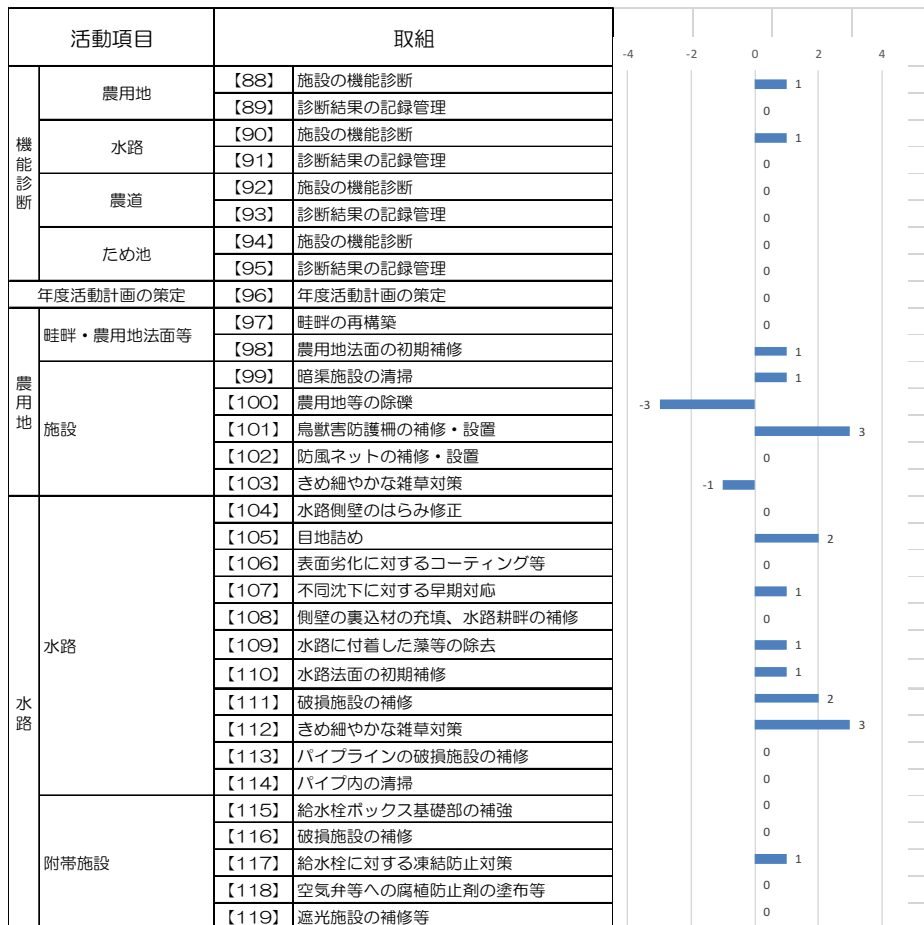 活動項目 取組
-4 -2 0 2 4
機能診断
農用地
【88】 施設の機能診断 1
【89】 診断結果の記録管理 0
水路
【90】 施設の機能診断 1
【91】 診断結果の記録管理 0
農道
【92】 施設の機能診断 0
【93】 診断結果の記録管理 0
ため池
【94】 施設の機能診断 0
【95】 診断結果の記録管理 0
年度活動計画の策定 【96】 年度活動計画の策定 0
農用地
畦畔・農用地法面等
【97】 畦畔の再構築 0
【98】 農用地法面の初期補修 1
施設
【99】 暗渠施設の清掃 1
【100】 農用地等の除礫 -3
【101】 鳥獣害防護柵の補修・設置 3
【102】 防風ネットの補修・設置 0
【103】 きめ細やかな雑草対策 -1
水路
水路
【104】 水路側壁のはらみ修正 0
【105】 目地詰め 2
【106】 表面劣化に対するコーティング等 0
【107】 不同沈下に対する早期対応 1
【108】 側壁の裏込材の充填、水路耕畔の補修 0
【109】 水路に付着した藻等の除去 1
【110】 水路法面の初期補修 1
【111】 破損施設の補修 2
【112】 きめ細やかな雑草対策 3
【113】 パイプラインの破損施設の補修 0
【114】 パイプ内の清掃 0
附帯施設
【115】 給水栓ボックス基礎部の補強 0
【116】 破損施設の補修 0
【117】 給水栓に対する凍結防止対策 1
【118】 空気弁等への腐植防止剤の塗布等 0
【119】 遮光施設の補修等 0